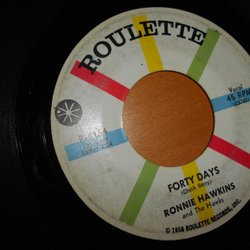 ROULETTE
Vocal
45 RPM
FORTY DAYS
(Chuck Berry)
RONNIE HAWKINS
and The Hawks
© 1958 ROULETTE RECORDS, INC.